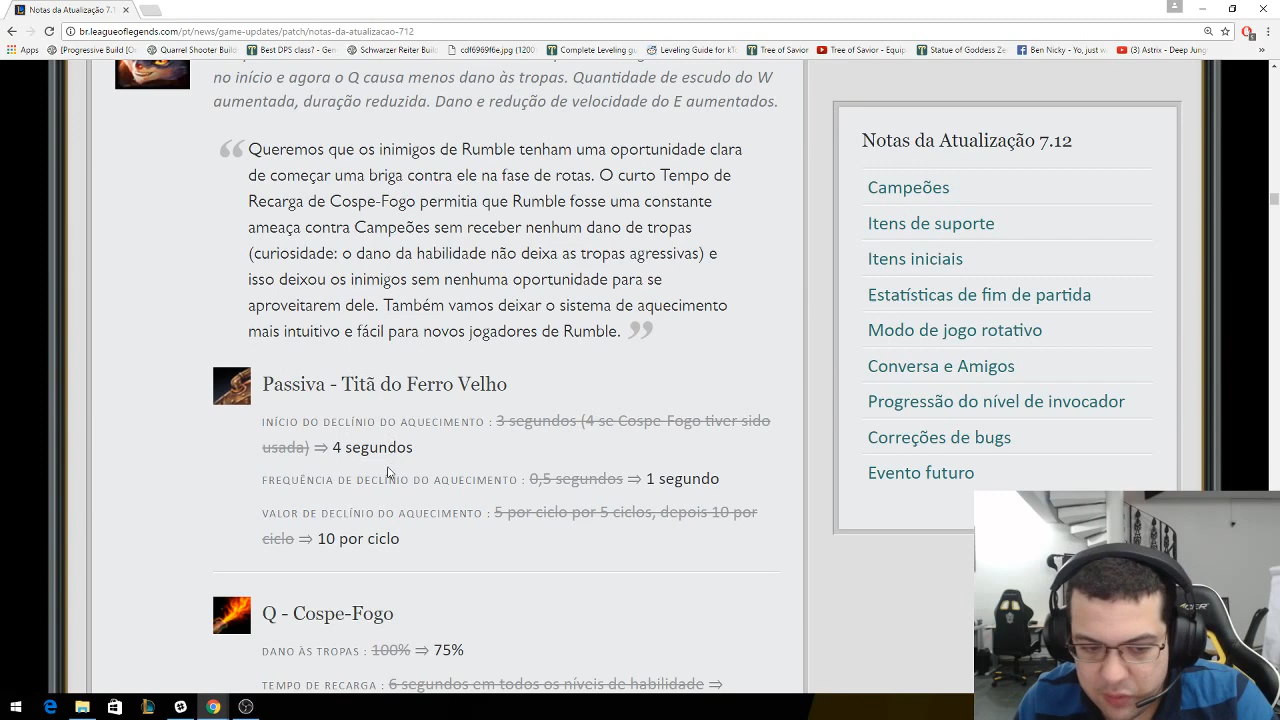 Notas da Atualização 7.12
br.leagueoflegends.com/pt/news/game-updates/patch/notas-da-atualizacao-712
Apps
[Progressive Build [Co
Quarrel Shooter Build
Best DPS class? - Gen
Schwarzer Reiter Buil
cdf6969f6e.jpg (1200
Complete Leveling gu
Leveling Guide - kTo
Tree of Savior
Tree of Savior - Equip
Statue of Goddess Ze
Ben Nicky - Yo, just w
(3) Astrix - Deep Jung
no início e agora o Q causa menos dano às tropas. Quantidade de escudo do W
aumentada, duração reduzida. Dano e redução de velocidade do E aumentados.
“ Queremos que os inimigos de Rumble tenham uma oportunidade clara
de começar uma briga contra ele na fase de rotas. O curto Tempo de
Recarga de Cospe-Fogo permitia que Rumble fosse uma constante
ameaça contra Campeões sem receber nenhum dano de tropas
(curiosidade: o dano da habilidade não deixa as tropas agressivas) e
isso deixou os inimigos sem nenhuma oportunidade para se
aproveitarem dele. Também vamos deixar o sistema de aquecimento
mais intuitivo e fácil para novos jogadores de Rumble. ”
Passiva - Titã do Ferro Velho
INÍCIO DO DECLÍNIO DO AQUECIMENTO : 3 segundos (4 se Cospe-Fogo tiver sido
usada) ⇒ 4 segundos
FREQUÊNCIA DE DECLÍNIO DO AQUECIMENTO : 0,5 segundos ⇒ 1 segundo
VALOR DE DECLÍNIO DO AQUECIMENTO : 5 por ciclo por 5 ciclos, depois 10 por
ciclo ⇒ 10 por ciclo
Q - Cospe-Fogo
DANO ÀS TROPAS : 100% ⇒ 75%
TEMPO DE RECARGA : 6 segundos em todos os níveis de habilidade ⇒
Notas da Atualização 7.12
Campeões
Itens de suporte
Itens iniciais
Estatísticas de fim de partida
Modo de jogo rotativo
Conversa e Amigos
Progressão do nível de invocador
Correções de bugs
Evento futuro